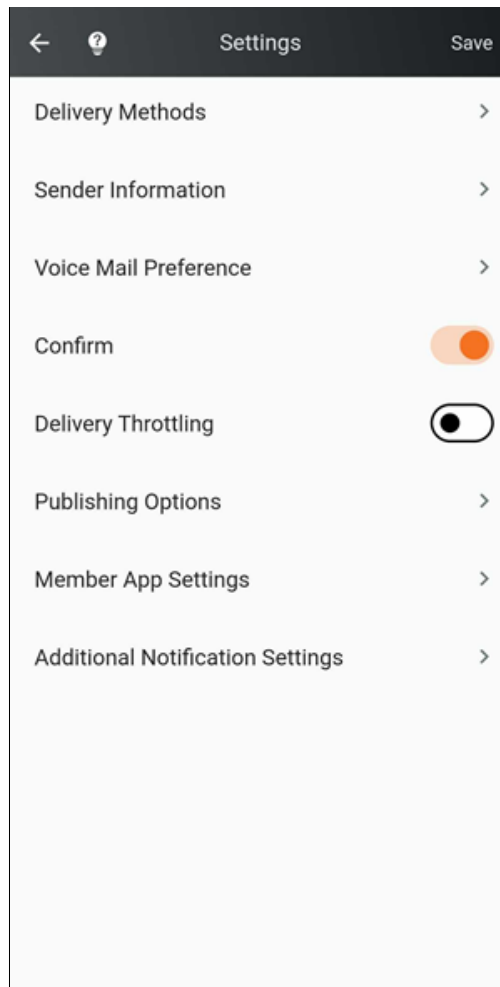 Settings
Save
Delivery Methods
Sender Information
Voice Mail Preference
Confirm
Delivery Throttling
Publishing Options
Member App Settings
Additional Notification Settings